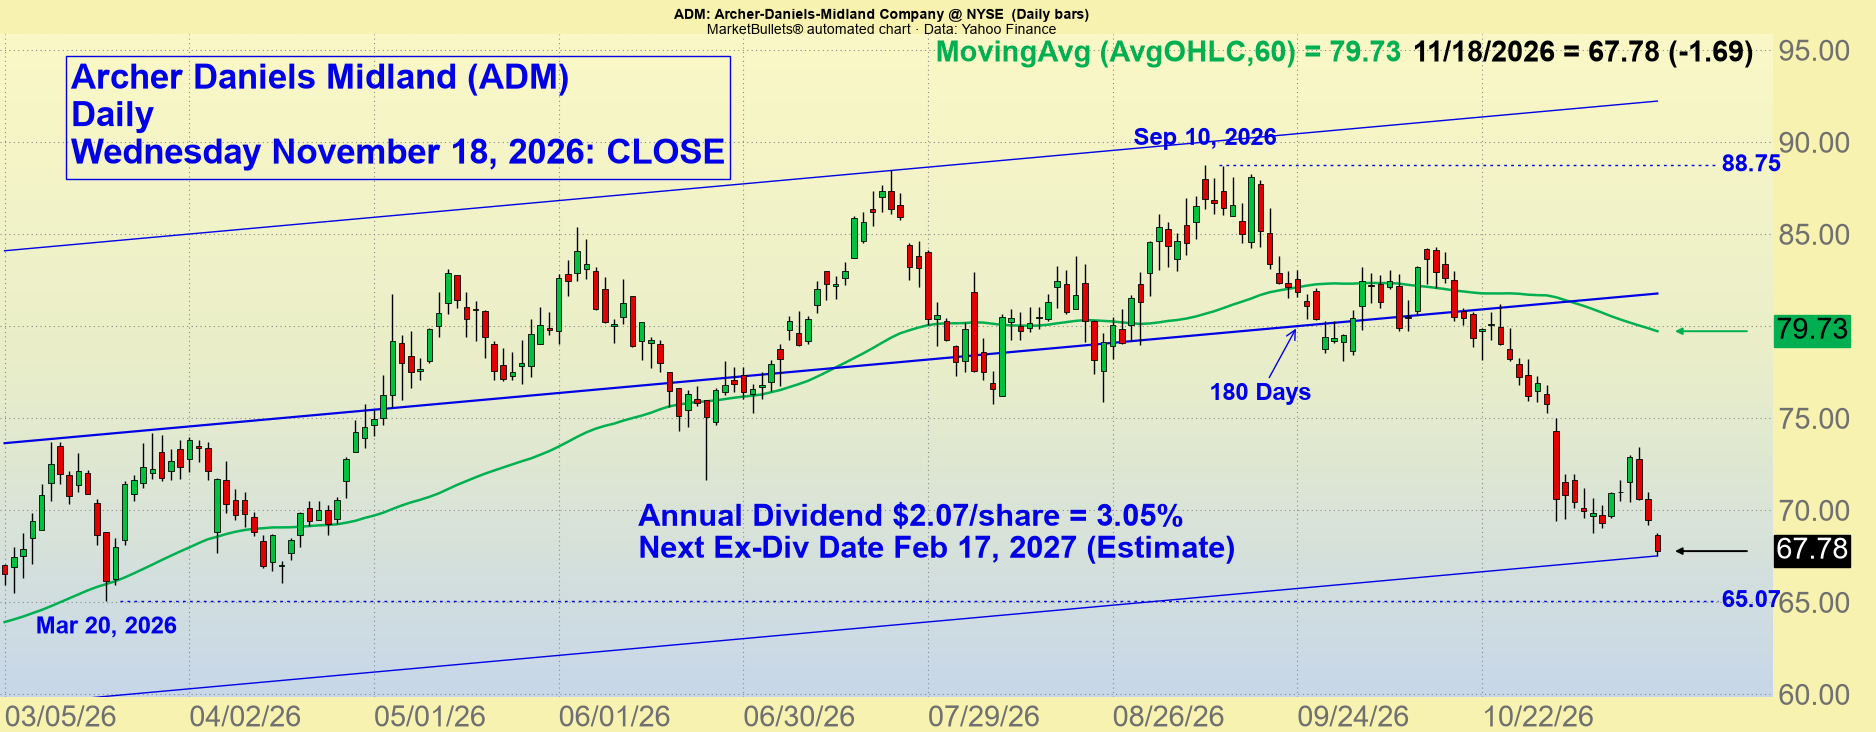 ADM: Archer-Daniels-Midland Company @ NYSE  (Daily bars)
MarketBullets® automated chart · Data: Yahoo Finance
MovingAvg (AvgOHLC,60) = 79.73  11/18/2026 = 67.78 (-1.69)
95.00
Archer Daniels Midland (ADM)
Daily
Wednesday November 18, 2026: CLOSE
Sep 10, 2026
90.00
88.75
85.00
79.73
180 Days
75.00
Annual Dividend $2.07/share = 3.05%
Next Ex-Div Date Feb 17, 2027 (Estimate)
70.00
67.78
65.07
65.00
Mar 20, 2026
60.00
03/05/26 04/02/26 05/01/26 06/01/26 06/30/26 07/29/26 08/26/26 09/24/26 10/22/26